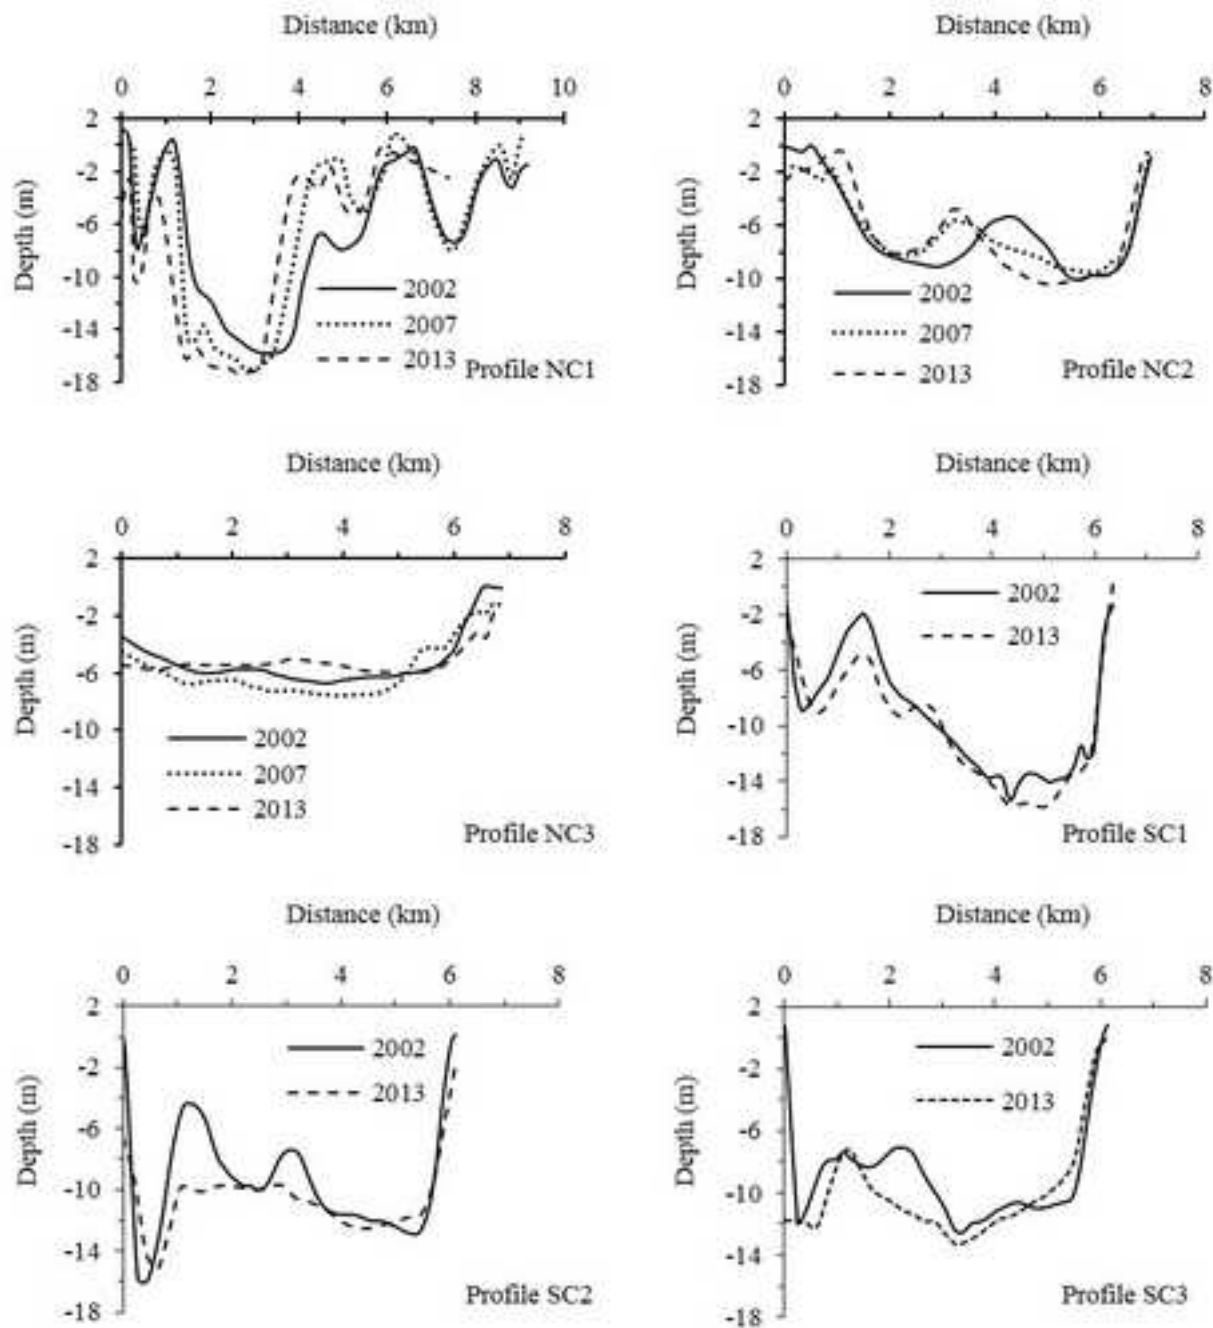 Distance (km)
0 2 4 6 8 10
2
-2
-6
-10
-14
-18
Depth (m)
2002
2007
2013
Profile NC1
Distance (km)
0 2 4 6 8
2
-2
-6
-10
-14
-18
Depth (m)
2002
2007
2013
Profile NC2
Distance (km)
0 2 4 6 8
2
-2
-6
-10
-14
-18
Depth (m)
2002
2007
2013
Profile NC3
Distance (km)
0 2 4 6 8
2
-2
-6
-10
-14
-18
Depth (m)
2002
2013
Profile SC1
Distance (km)
0 2 4 6 8
2
-2
-6
-10
-14
-18
Depth (m)
2002
2013
Profile SC2
Distance (km)
0 2 4 6 8
2
-2
-6
-10
-14
-18
Depth (m)
2002
2013
Profile SC3